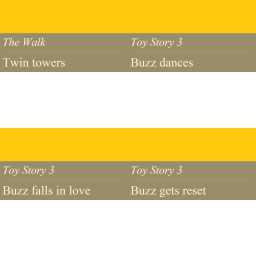 The Walk
Toy Story 3
Twin towers
Buzz dances
Toy Story 3
Toy Story 3
Buzz falls in love
Buzz gets reset